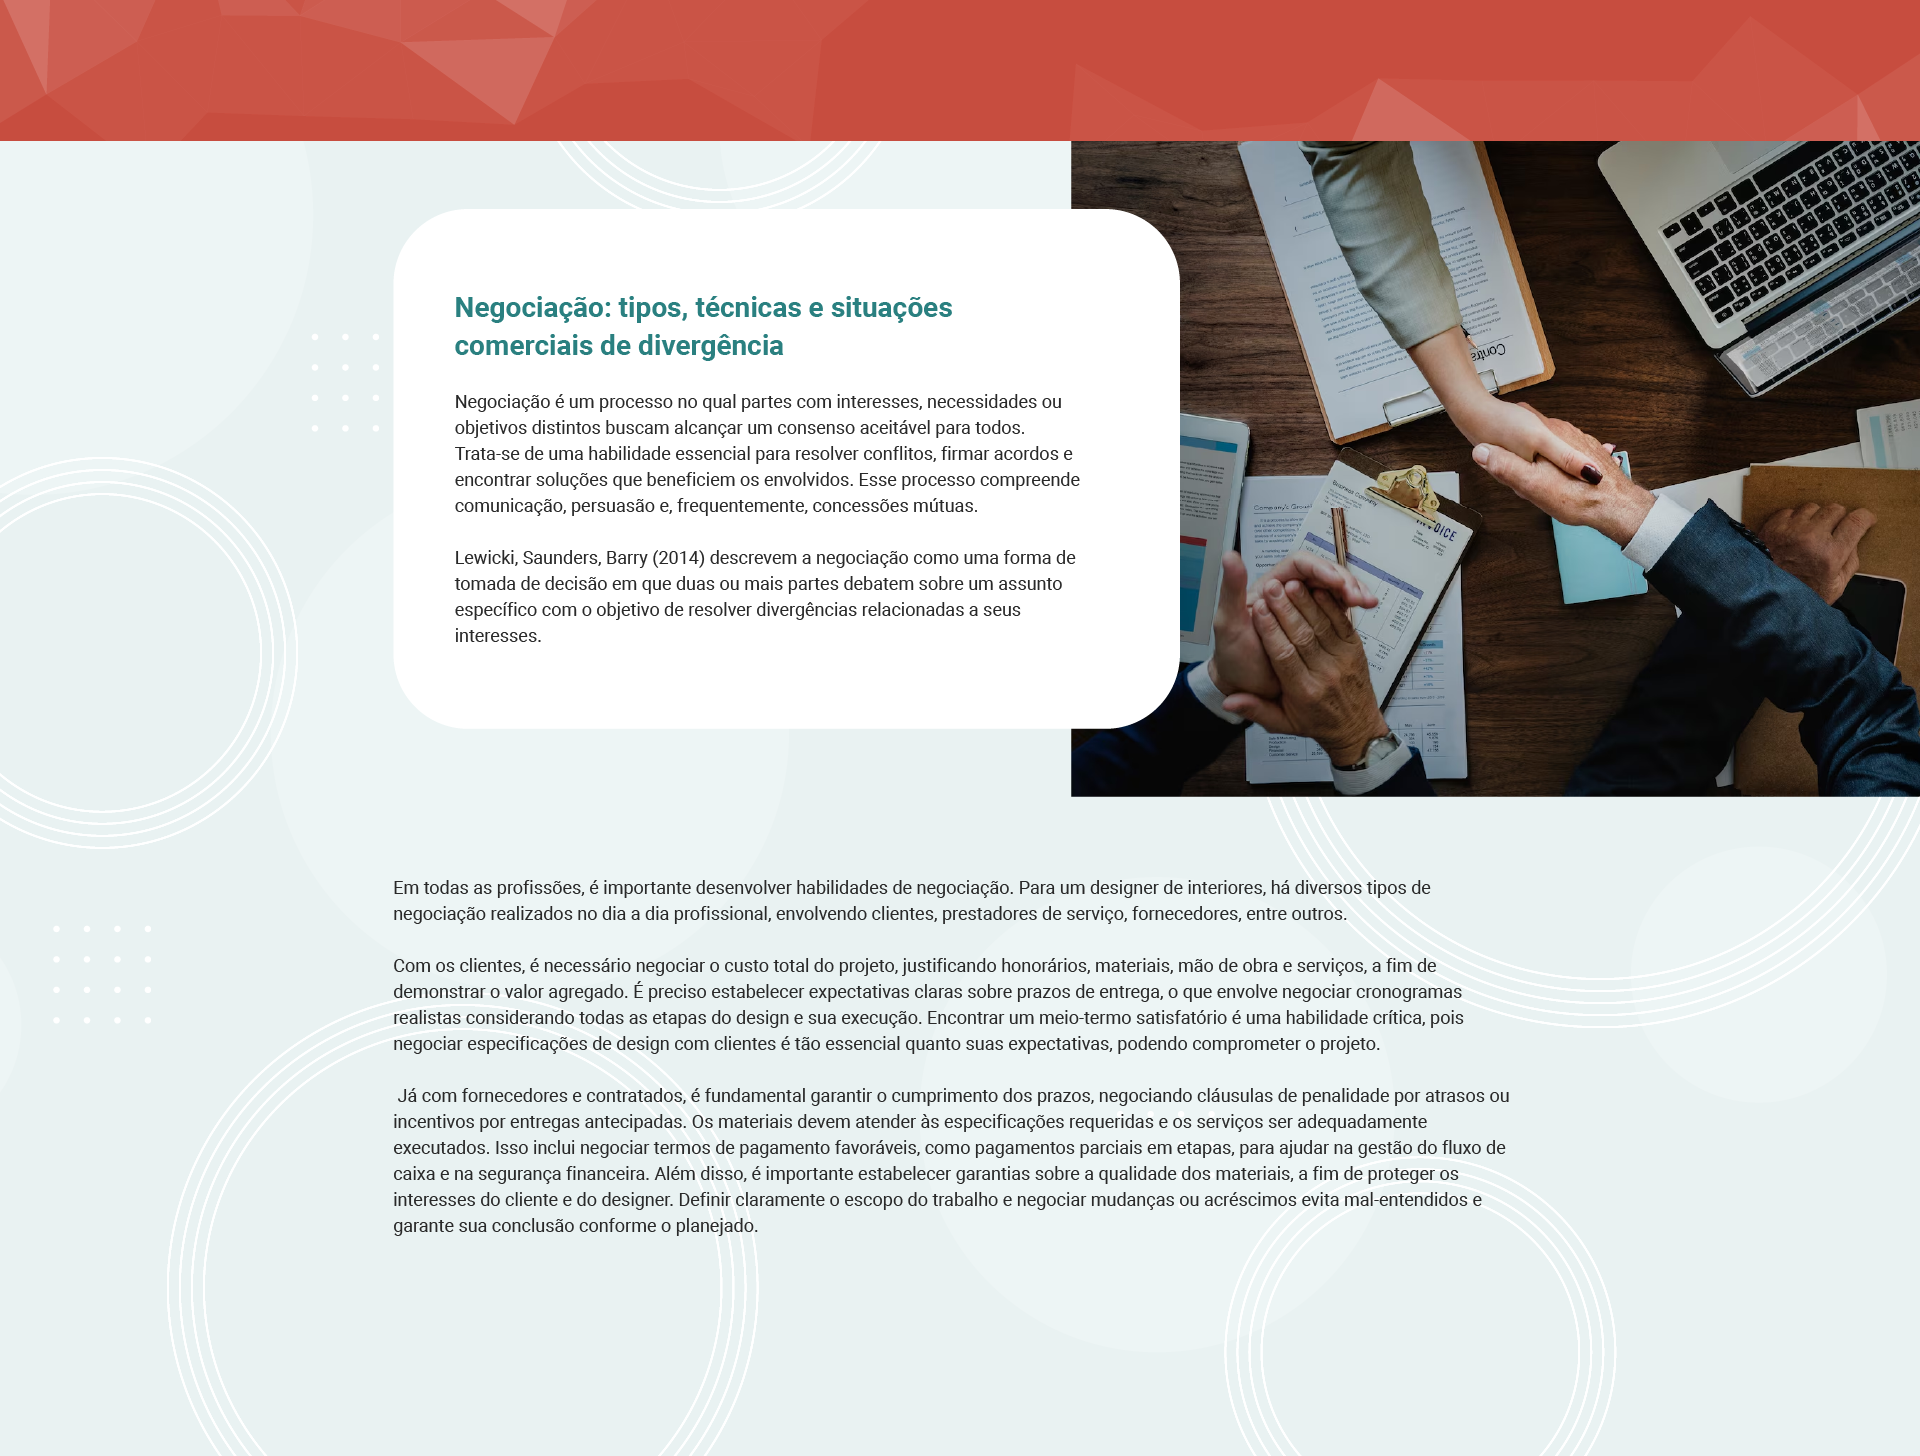 Negociação: tipos, técnicas e situações
comerciais de divergência
Negociação é um processo no qual partes com interesses, necessidades ou
objetivos distintos buscam alcançar um consenso aceitável para todos.
Trata-se de uma habilidade essencial para resolver conflitos, firmar acordos e
encontrar soluções que beneficiem os envolvidos. Esse processo compreende
comunicação, persuasão e, frequentemente, concessões mútuas.
Lewicki, Saunders, Barry (2014) descrevem a negociação como uma forma de
tomada de decisão em que duas ou mais partes debatem sobre um assunto
específico com o objetivo de resolver divergências relacionadas a seus
interesses.
Contra
Business Company
Company's Grow
Em todas as profissões, é importante desenvolver habilidades de negociação. Para um designer de interiores, há diversos tipos de
negociação realizados no dia a dia profissional, envolvendo clientes, prestadores de serviço, fornecedores, entre outros.
Com os clientes, é necessário negociar o custo total do projeto, justificando honorários, materiais, mão de obra e serviços, a fim de
demonstrar o valor agregado. É preciso estabelecer expectativas claras sobre prazos de entrega, o que envolve negociar cronogramas
realistas considerando todas as etapas do design e sua execução. Encontrar um meio-termo satisfatório é uma habilidade crítica, pois
negociar especificações de design com clientes é tão essencial quanto suas expectativas, podendo comprometer o projeto.
Já com fornecedores e contratados, é fundamental garantir o cumprimento dos prazos, negociando cláusulas de penalidade por atrasos ou
incentivos por entregas antecipadas. Os materiais devem atender às especificações requeridas e os serviços ser adequadamente
executados. Isso inclui negociar termos de pagamento favoráveis, como pagamentos parciais em etapas, para ajudar na gestão do fluxo de
caixa e na segurança financeira. Além disso, é importante estabelecer garantias sobre a qualidade dos materiais, a fim de proteger os
interesses do cliente e do designer. Definir claramente o escopo do trabalho e negociar mudanças ou acréscimos evita mal-entendidos e
garante sua conclusão conforme o planejado.